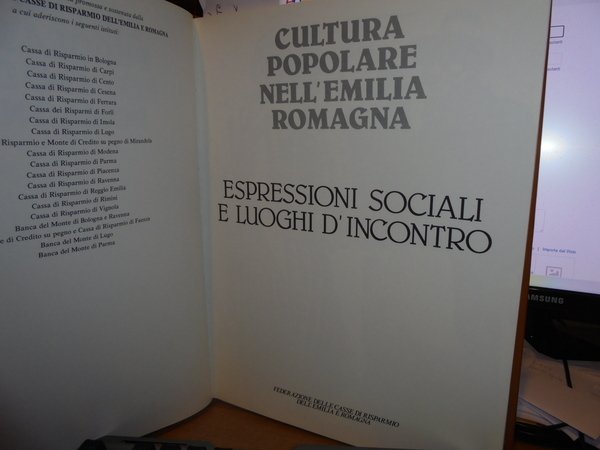 promossa e sostenuta dalla
CASSE DI RISPARMIO DELL'EMILIA E ROMAGNA
a cui aderiscono i seguenti istituti:
Cassa di Risparmio in Bologna
Cassa di Risparmio di Carpi
Cassa di Risparmio di Cento
Cassa di Risparmio di Cesena
Cassa di Risparmio di Ferrara
Cassa dei Risparmi di Forlì
Cassa di Risparmio di Imola
Cassa di Risparmio di Lugo
Risparmio e Monte di Credito su pegno di Mirandola
Cassa di Risparmio di Modena
Cassa di Risparmio di Parma
Cassa di Risparmio di Piacenza
Cassa di Risparmio di Ravenna
Cassa di Risparmio di Reggio Emilia
Cassa di Risparmio di Rimini
Cassa di Risparmio di Vignola
Banca del Monte di Bologna e Ravenna
e di Credito su pegno e Cassa di Risparmio di Faenza
Banca del Monte di Lugo
Banca del Monte di Parma
CULTURA
POPOLARE
NELL'EMILIA
ROMAGNA
ESPRESSIONI SOCIALI
E LUOGHI D'INCONTRO
FEDERAZIONE DELLE CASSE DI RISPARMIO
DELL'EMILIA E ROMAGNA
SAMSUNG